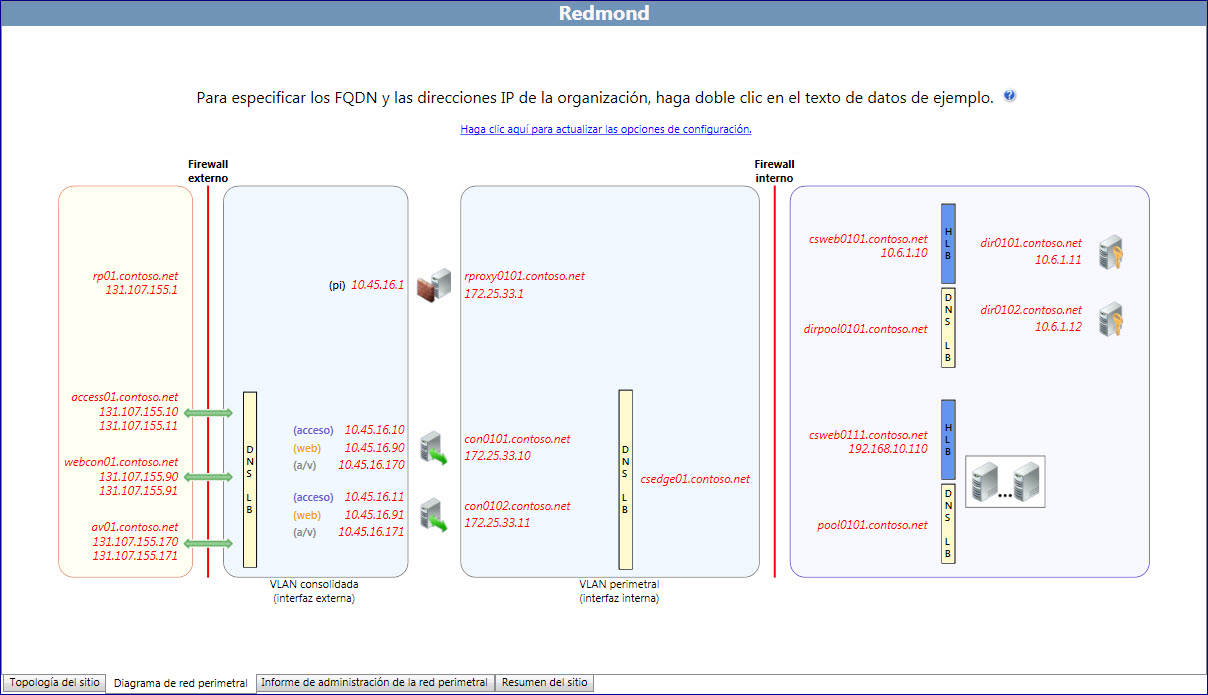 Redmond
Para especificar los FQDN y las direcciones IP de la organización, haga doble clic en el texto de datos de ejemplo. ?
Haga clic aquí para actualizar las opciones de configuración.
Firewall
externo
Firewall
interno
rp01.contoso.net
131.107.155.1
access01.contoso.net
131.107.155.10
131.107.155.11
webcon01.contoso.net
131.107.155.90
131.107.155.91
av01.contoso.net
131.107.155.170
131.107.155.171
DNS LB
(pi) 10.45.16.1
(acceso) 10.45.16.10
(web) 10.45.16.90
(a/v) 10.45.16.170
(acceso) 10.45.16.11
(web) 10.45.16.91
(a/v) 10.45.16.171
VLAN consolidada
(interfaz externa)
rproxy0101.contoso.net
172.25.33.1
con0101.contoso.net
172.25.33.10
con0102.contoso.net
172.25.33.11
DNS LB
csedge01.contoso.net
VLAN perimetral
(interfaz interna)
csweb0101.contoso.net
10.6.1.10
HLB
dir0101.contoso.net
10.6.1.11
dirpool0101.contoso.net
DNS LB
dir0102.contoso.net
10.6.1.12
csweb0111.contoso.net
192.168.10.110
HLB
...
pool0101.contoso.net
DNS LB
Topología del sitio
Diagrama de red perimetral
Informe de administración de la red perimetral
Resumen del sitio